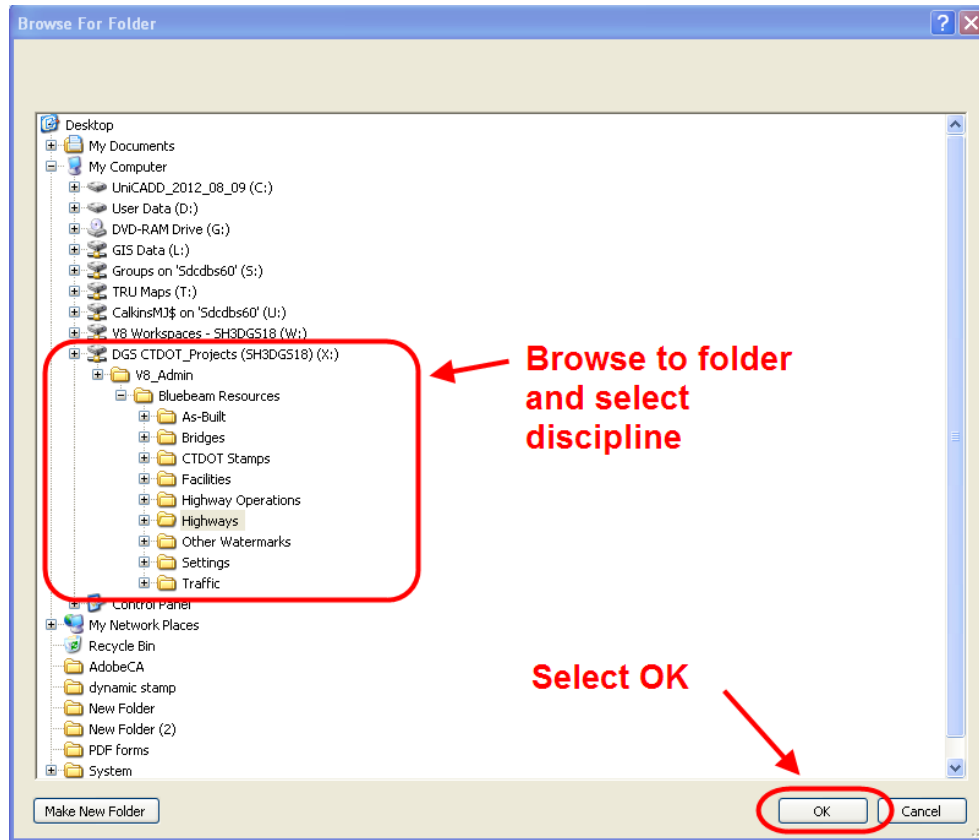 Browse For Folder
Desktop
My Documents
My Computer
UniCADD_2012_08_09 (C:)
User Data (D:)
DVD-RAM Drive (G:)
GIS Data (L:)
Groups on 'Sdcdbs60' (S:)
TRU Maps (T:)
CalkinsMJ$ on 'Sdcdbs60' (U:)
V8 Workspaces - SH3DGS18 (W:)
DGS CTDOT_Projects (SH3DGS18) (X:)
V8_Admin
Bluebeam Resources
As-Built
Bridges
CTDOT Stamps
Facilities
Highway Operations
Highways
Other Watermarks
Settings
Traffic
Control Panel
My Network Places
Recycle Bin
AdobeCA
dynamic stamp
New Folder
New Folder (2)
PDF forms
System
Browse to folder
and select
discipline
Select OK
Make New Folder
OK
Cancel